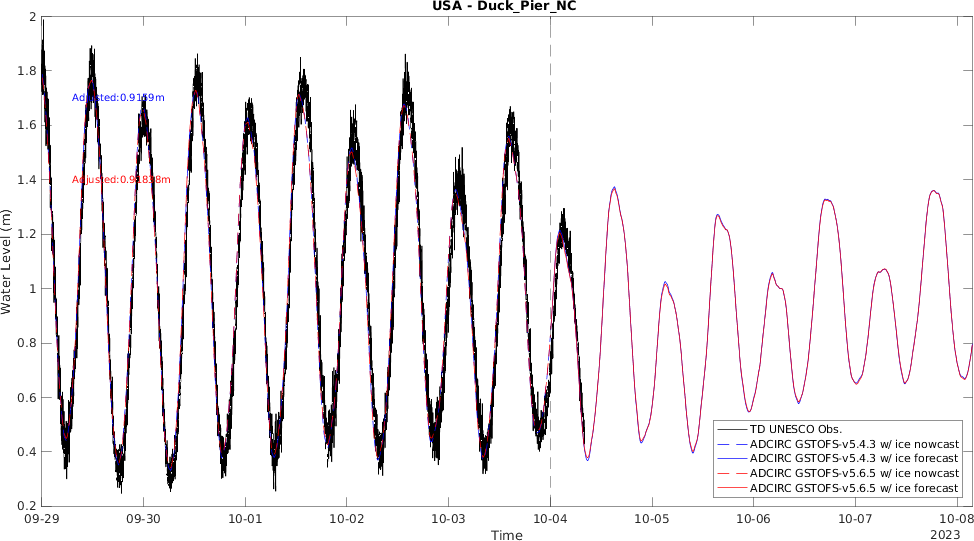 USA - Duck_Pier_NC
2
1.8
1.6
1.4
1.2
1
0.8
0.6
0.4
0.2
Water Level (m)
Adjusted:0.9159m
09-29
09-30
10-01
10-02
10-03
10-04
10-05
10-06
10-07
10-08
2023
Time
TD UNESCO Obs.
ADCIRC GSTOFS-v5.4.3 w/ ice nowcast
ADCIRC GSTOFS-v5.4.3 w/ ice forecast
ADCIRC GSTOFS-v5.6.5 w/ ice nowcast
ADCIRC GSTOFS-v5.6.5 w/ ice forecast